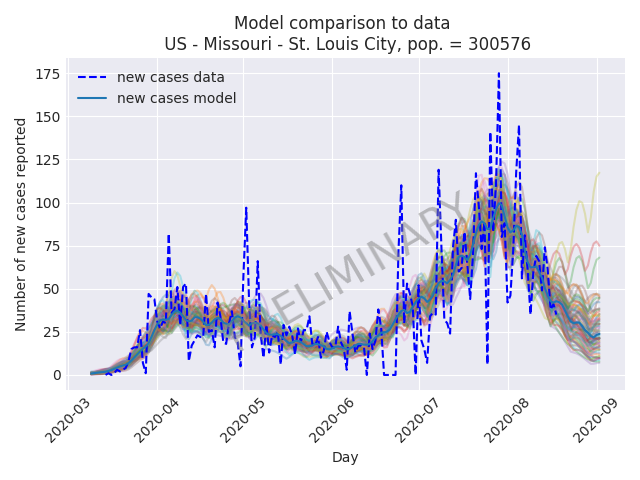 Model comparison to data
US - Missouri - St. Louis City, pop. = 300576
new cases data
new cases model
Number of new cases reported
175
150
125
100
75
50
25
0
PRELIMINARY
2020-03
2020-04
2020-05
2020-06
2020-07
2020-08
2020-09
Day